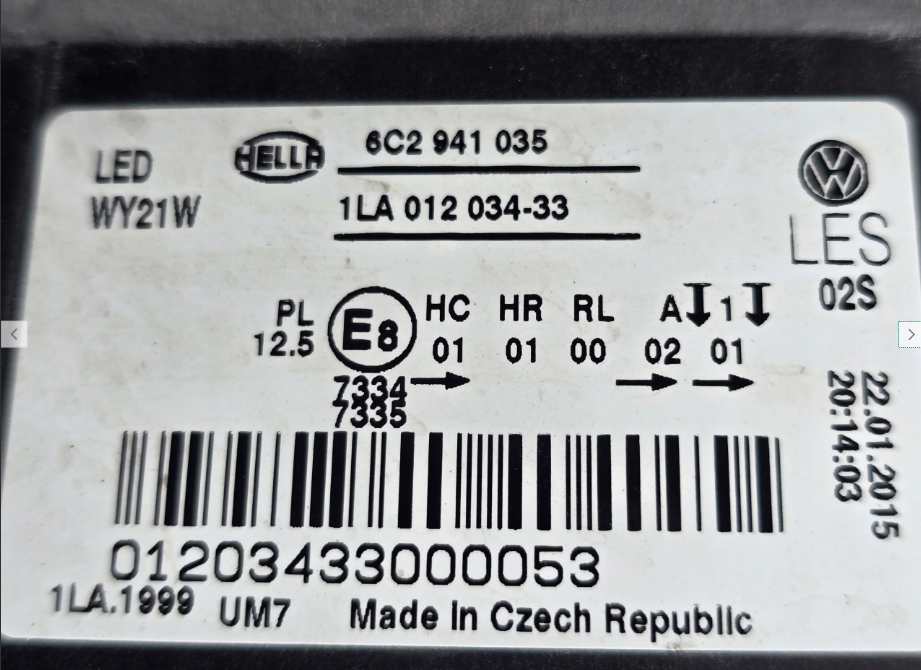 LED
WY21W
HELLA
6C2 941 035
1LA 012 034-33
VW
LES
02S
PL
12.5
E8
HC HR RL A 1
01 01 00 02 01
7334
7335
22.01.2015
20:14:03
01203433000053
1LA.1999 UM7 Made in Czech Republic